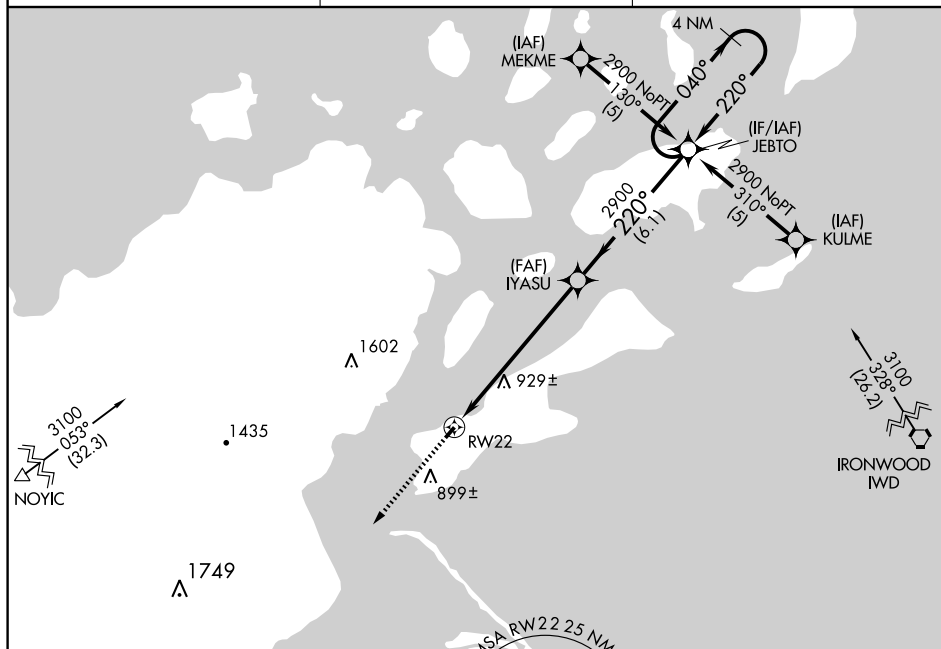 4 NM
(IAF)
MEKME
2900 NoPT
130°
(5)
040°
220°
(IF/IAF)
JEBTO
2900 NoPT
310°
(5)
2900
220°
(6.1)
(IAF)
KULME
(FAF)
IYASU
1602
929±
3100
328°
(26.2)
3100
053°
(32.3)
1435
RW22
NOYIC
IRONWOOD
IWD
899±
1749
MSA RW22 25 NM